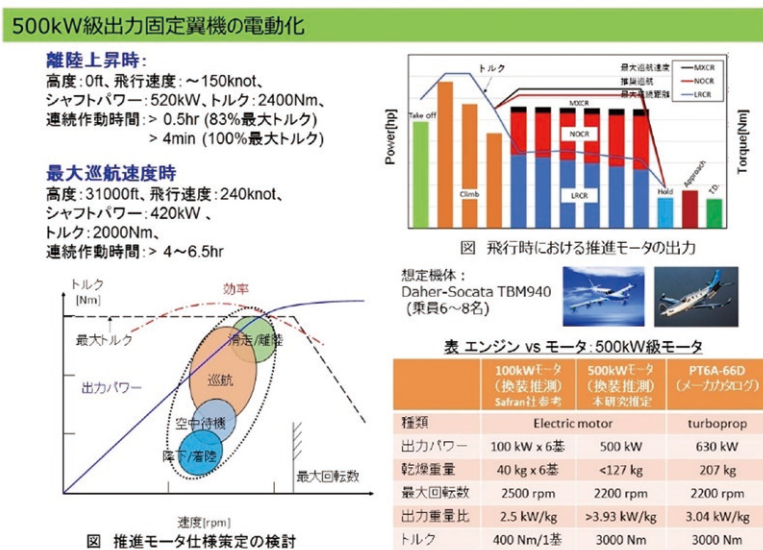 500kW級出力固定翼機の電動化
離陸上昇時:
高度:0ft、飛行速度:～150knot、
シャフトパワー:520kW、トルク:2400Nm、
連続作動時間:> 0.5hr (83%最大トルク)
> 4min (100%最大トルク)
最大巡航速度時
高度:31000ft、飛行速度:240knot、
シャフトパワー:420kW 、
トルク:2000Nm、
連続作動時間:> 4～6.5hr
トルク
[Nm]
効率
最大トルク
滑走/離陸
出力パワー
巡航
空中待機
降下/着陸
最大回転数
速度[rpm]
図 推進モータ仕様策定の検討
Power[hp]
Torque[Nm]
トルク
最大巡航速度 MXCR
推奨巡航 NOCR
最大航続距離 LRCR
Take off
Climb
MXCR
NOCR
LRCR
Hold
Approach
T.D.
図 飛行時における推進モータの出力
想定機体:
Daher-Socata TBM940
(乗員6～8名)
表 エンジン vs モータ:500kW級モータ
100kWモータ
(換装推測)
Safran社参考
500kWモータ
(換装推測)
本研究推定
PT6A-66D
(メーカカタログ)
種類 Electric motor turboprop
出力パワー 100 kW x 6基 500 kW 630 kW
乾燥重量 40 kg x 6基 <127 kg 207 kg
最大回転数 2500 rpm 2200 rpm 2200 rpm
出力重量比 2.5 kW/kg >3.93 kW/kg 3.04 kW/kg
トルク 400 Nm/1基 3000 Nm 3000 Nm